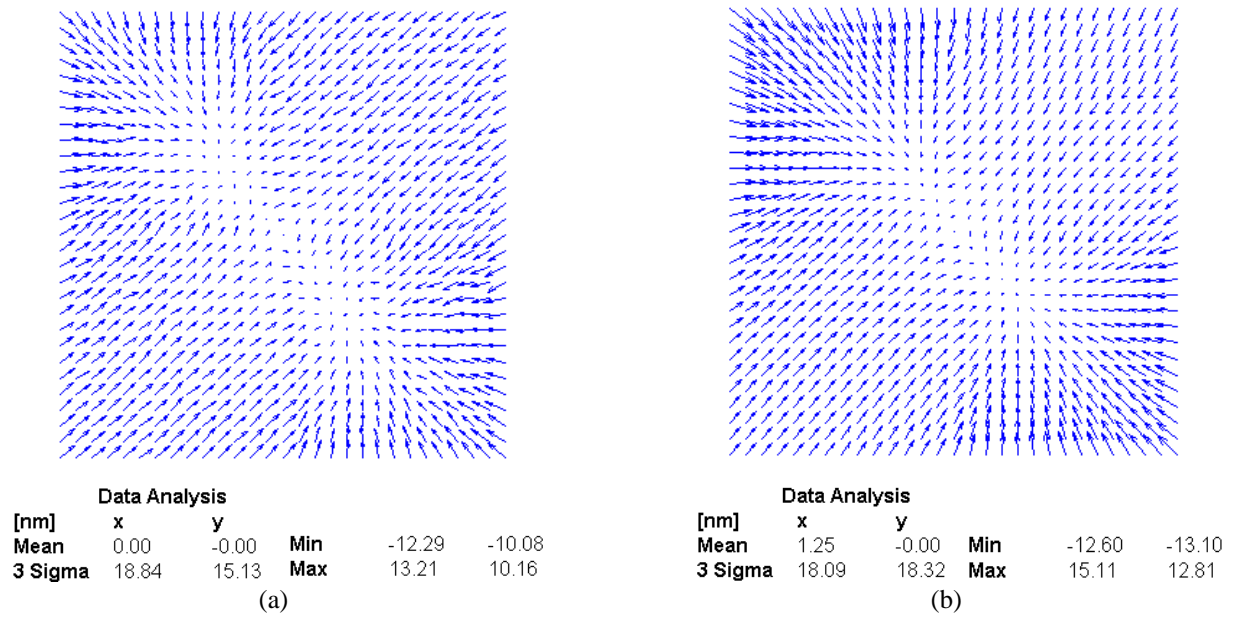 Data Analysis
[nm] x y
Mean 0.00 -0.00 Min -12.29 -10.08
3 Sigma 18.84 15.13 Max 13.21 10.16
(a)
Data Analysis
[nm] x y
Mean 1.25 -0.00 Min -12.60 -13.10
3 Sigma 18.09 18.32 Max 15.11 12.81
(b)